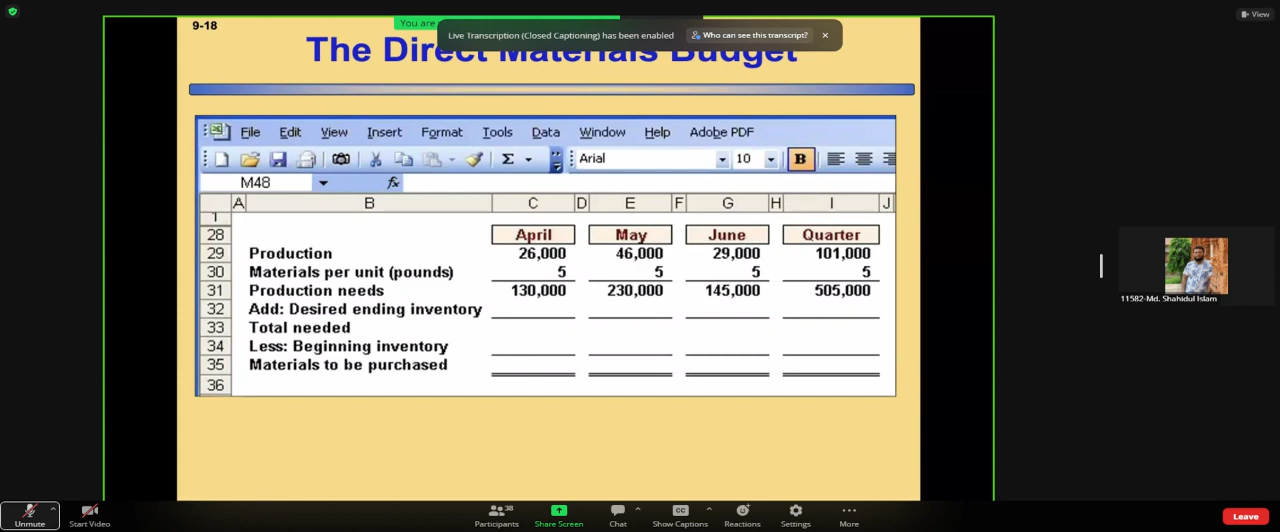 View
9-18
You are
Live Transcription (Closed Captioning) has been enabled
Who can see this transcript?
The Direct Materials Budget
File Edit View Insert Format Tools Data Window Help Adobe PDF
Σ Arial 10 B
M48 fx
A B C D E F G H I J
1
28 April May June Quarter
29 Production 26,000 46,000 29,000 101,000
30 Materials per unit (pounds) 5 5 5 5
31 Production needs 130,000 230,000 145,000 505,000
32 Add: Desired ending inventory
33 Total needed
34 Less: Beginning inventory
35 Materials to be purchased
36
11582-Md. Shahidul Islam
Unmute
Start Video
38
Participants
Share Screen
Chat
CC
Show Captions
Reactions
Settings
More
Leave